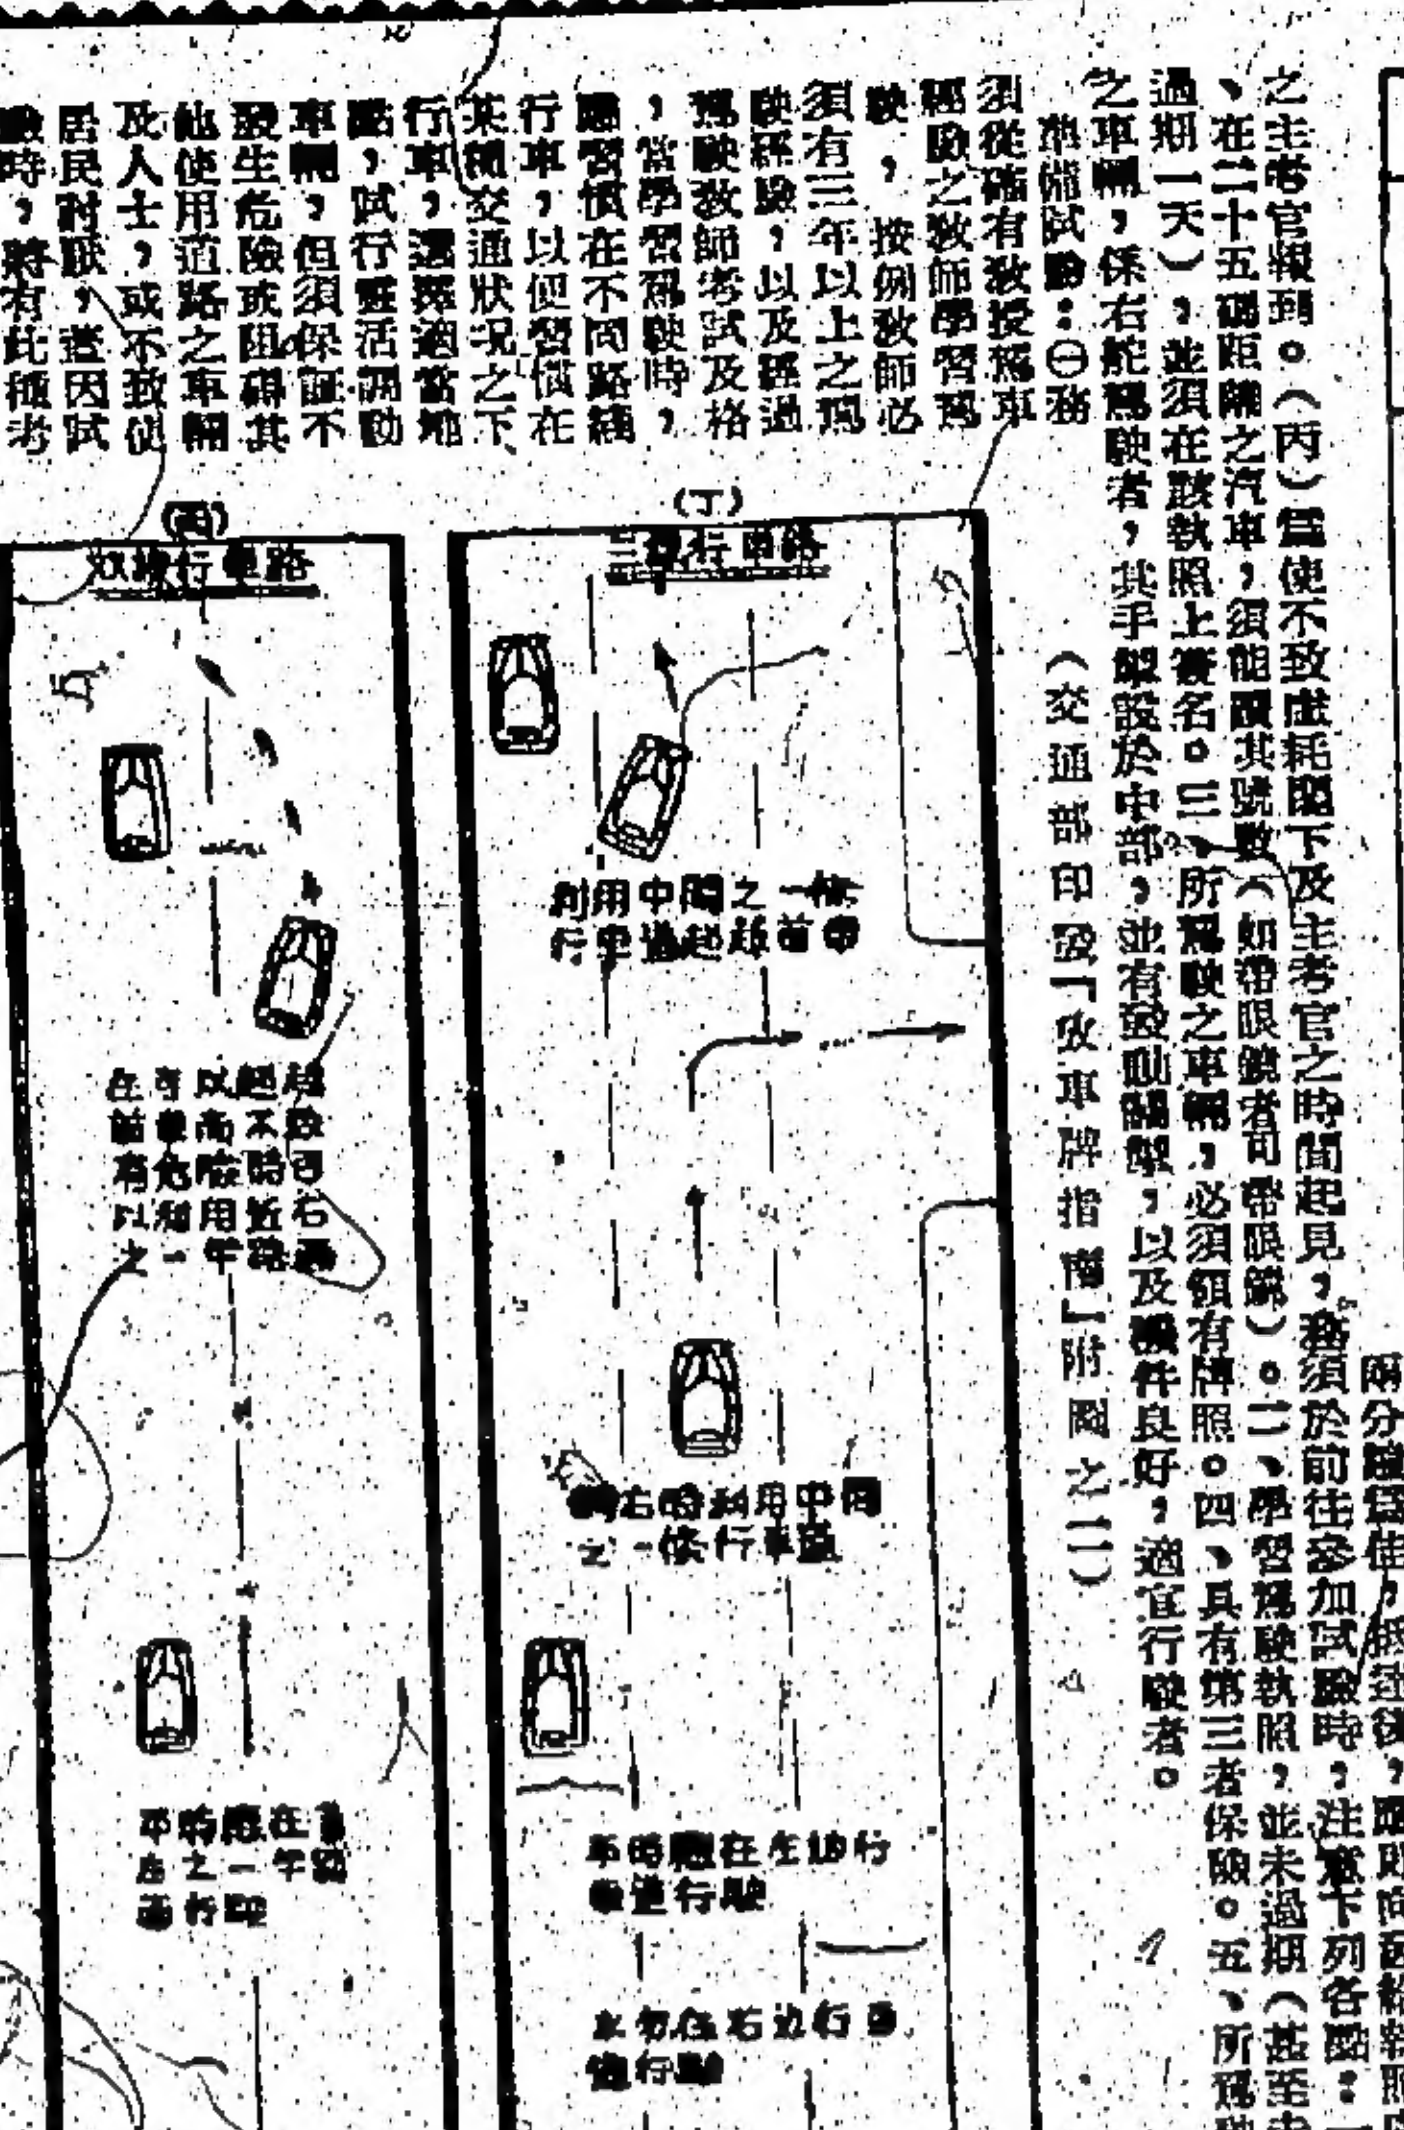 兩分鐘為佳，抵達後，
之主考官報到。（丙）為使不致虛耗閣下及主考官之時間起見，務須於前往參加試驗時，注意下列各點：一
、在二十五碼距離之汽車，須能讀其號數（如帶眼鏡者可帶眼鏡）。二、學習駕駛執照，並未過期（甚至未
過期一天），並須在該執照上簽名。三、所駕駛之車輛，必須領有牌照。四、具有第三者保險。五、所駕駛
之車輛，係右舵駕駛者，其手掣設於中部，並有發動關掣，以及機件良好，適宜行駛者。
（交通部印發「攷車牌指南」附圖之二）
準備試驗：㊀務
須從確有教授駕車
經驗之教師學習駕
駛，按例教師必
須有三年以上之駕
駛經驗，以及經過
駕駛教師考試及格
，當學習駕駛時，
應習慣在不同路綫
行車，以便習慣在
某種交通狀況之下
行車，選擇適當地
點，試行靈活調動
車輛，但須保証不
發生危險或阻礙其
他使用道路之車輛
及人士，或不致使
居民討厭，蓋因試
驗時，將有此種考
（丁）
三線行車路
利用中間之一條
行車道超越前車
轉右時利用中間
之一條行車道
平時應在左边行
車道行駛
切勿在右边行車
道行駛
（丙）
双線行車路
平時應在馬
左之一半路
面行駛